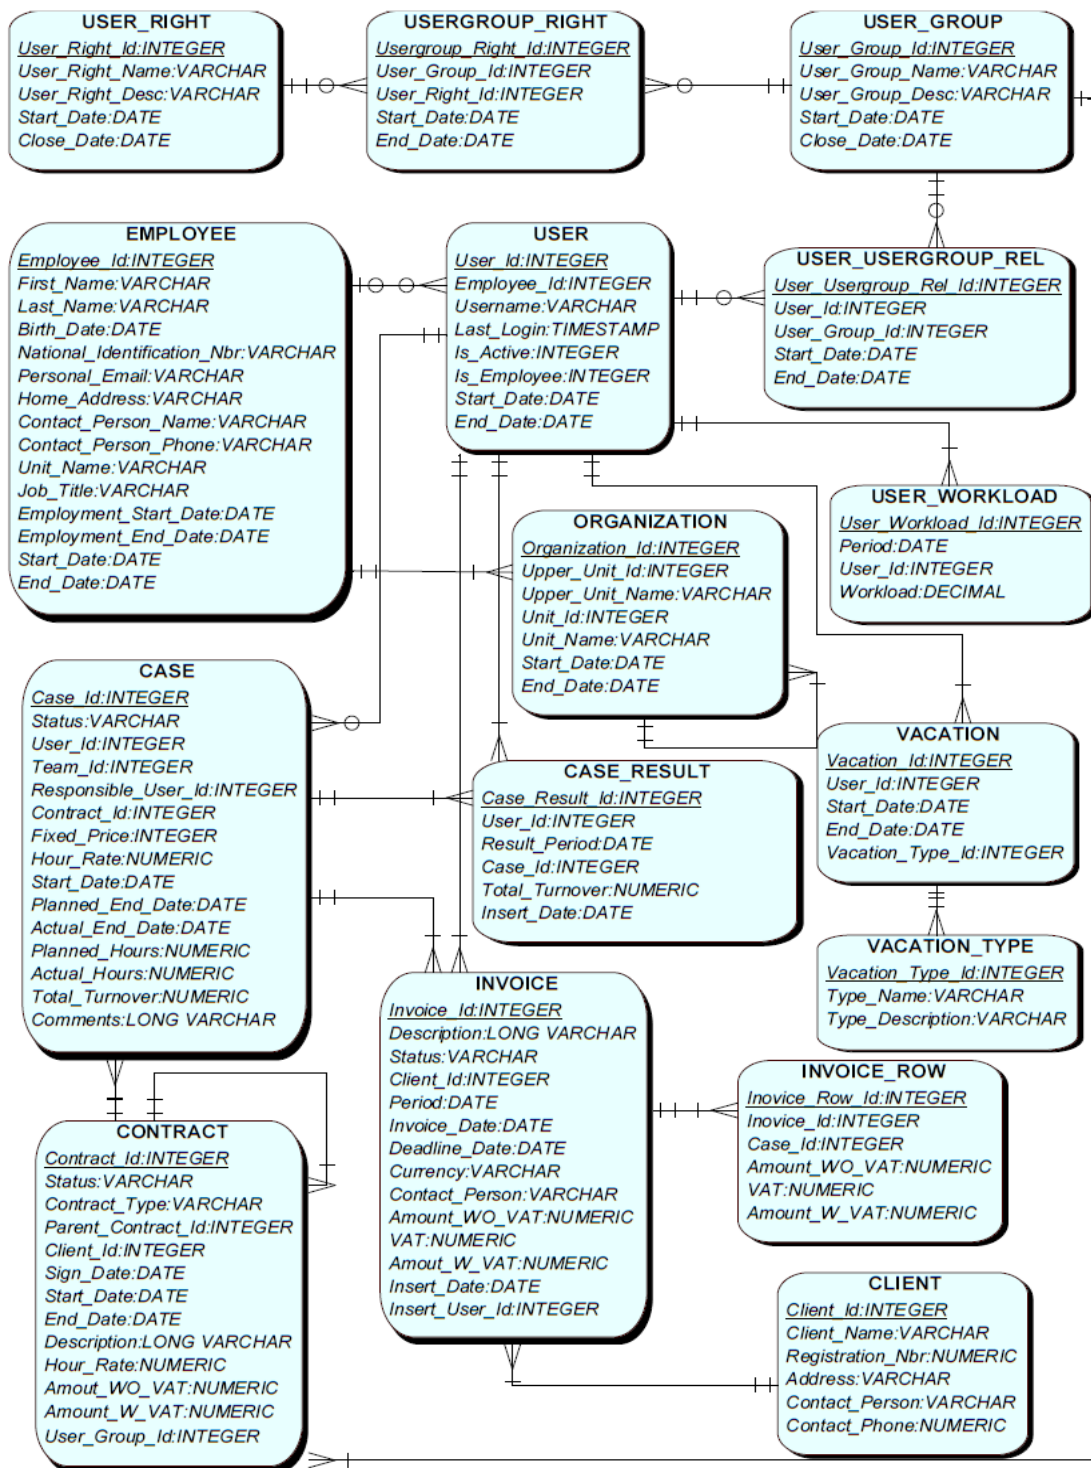 USER_RIGHT
User_Right_Id:INTEGER
User_Right_Name:VARCHAR
User_Right_Desc:VARCHAR
Start_Date:DATE
Close_Date:DATE
USERGROUP_RIGHT
Usergroup_Right_Id:INTEGER
User_Group_Id:INTEGER
User_Right_Id:INTEGER
Start_Date:DATE
End_Date:DATE
USER_GROUP
User_Group_Id:INTEGER
User_Group_Name:VARCHAR
User_Group_Desc:VARCHAR
Start_Date:DATE
Close_Date:DATE
EMPLOYEE
Employee_Id:INTEGER
First_Name:VARCHAR
Last_Name:VARCHAR
Birth_Date:DATE
National_Identification_Nbr:VARCHAR
Personal_Email:VARCHAR
Home_Address:VARCHAR
Contact_Person_Name:VARCHAR
Contact_Person_Phone:VARCHAR
Unit_Name:VARCHAR
Job_Title:VARCHAR
Employment_Start_Date:DATE
Employment_End_Date:DATE
Start_Date:DATE
End_Date:DATE
USER
User_Id:INTEGER
Employee_Id:INTEGER
Username:VARCHAR
Last_Login:TIMESTAMP
Is_Active:INTEGER
Is_Employee:INTEGER
Start_Date:DATE
End_Date:DATE
USER_USERGROUP_REL
User_Usergroup_Rel_Id:INTEGER
User_Id:INTEGER
User_Group_Id:INTEGER
Start_Date:DATE
End_Date:DATE
USER_WORKLOAD
User_Workload_Id:INTEGER
Period:DATE
User_Id:INTEGER
Workload:DECIMAL
ORGANIZATION
Organization_Id:INTEGER
Upper_Unit_Id:INTEGER
Upper_Unit_Name:VARCHAR
Unit_Id:INTEGER
Unit_Name:VARCHAR
Start_Date:DATE
End_Date:DATE
CASE
Case_Id:INTEGER
Status:VARCHAR
User_Id:INTEGER
Team_Id:INTEGER
Responsible_User_Id:INTEGER
Contract_Id:INTEGER
Fixed_Price:INTEGER
Hour_Rate:NUMERIC
Start_Date:DATE
Planned_End_Date:DATE
Actual_End_Date:DATE
Planned_Hours:NUMERIC
Actual_Hours:NUMERIC
Total_Turnover:NUMERIC
Comments:LONG VARCHAR
CASE_RESULT
Case_Result_Id:INTEGER
User_Id:INTEGER
Result_Period:DATE
Case_Id:INTEGER
Total_Turnover:NUMERIC
Insert_Date:DATE
VACATION
Vacation_Id:INTEGER
User_Id:INTEGER
Start_Date:DATE
End_Date:DATE
Vacation_Type_Id:INTEGER
VACATION_TYPE
Vacation_Type_Id:INTEGER
Type_Name:VARCHAR
Type_Description:VARCHAR
INVOICE
Invoice_Id:INTEGER
Description:LONG VARCHAR
Status:VARCHAR
Client_Id:INTEGER
Period:DATE
Invoice_Date:DATE
Deadline_Date:DATE
Currency:VARCHAR
Contact_Person:VARCHAR
Amount_WO_VAT:NUMERIC
VAT:NUMERIC
Amout_W_VAT:NUMERIC
Insert_Date:DATE
Insert_User_Id:INTEGER
INVOICE_ROW
Inovice_Row_Id:INTEGER
Inovice_Id:INTEGER
Case_Id:INTEGER
Amount_WO_VAT:NUMERIC
VAT:NUMERIC
Amount_W_VAT:NUMERIC
CONTRACT
Contract_Id:INTEGER
Status:VARCHAR
Contract_Type:VARCHAR
Parent_Contract_Id:INTEGER
Client_Id:INTEGER
Sign_Date:DATE
Start_Date:DATE
End_Date:DATE
Description:LONG VARCHAR
Hour_Rate:NUMERIC
Amout_WO_VAT:NUMERIC
Amount_W_VAT:NUMERIC
User_Group_Id:INTEGER
CLIENT
Client_Id:INTEGER
Client_Name:VARCHAR
Registration_Nbr:NUMERIC
Address:VARCHAR
Contact_Person:VARCHAR
Contact_Phone:NUMERIC